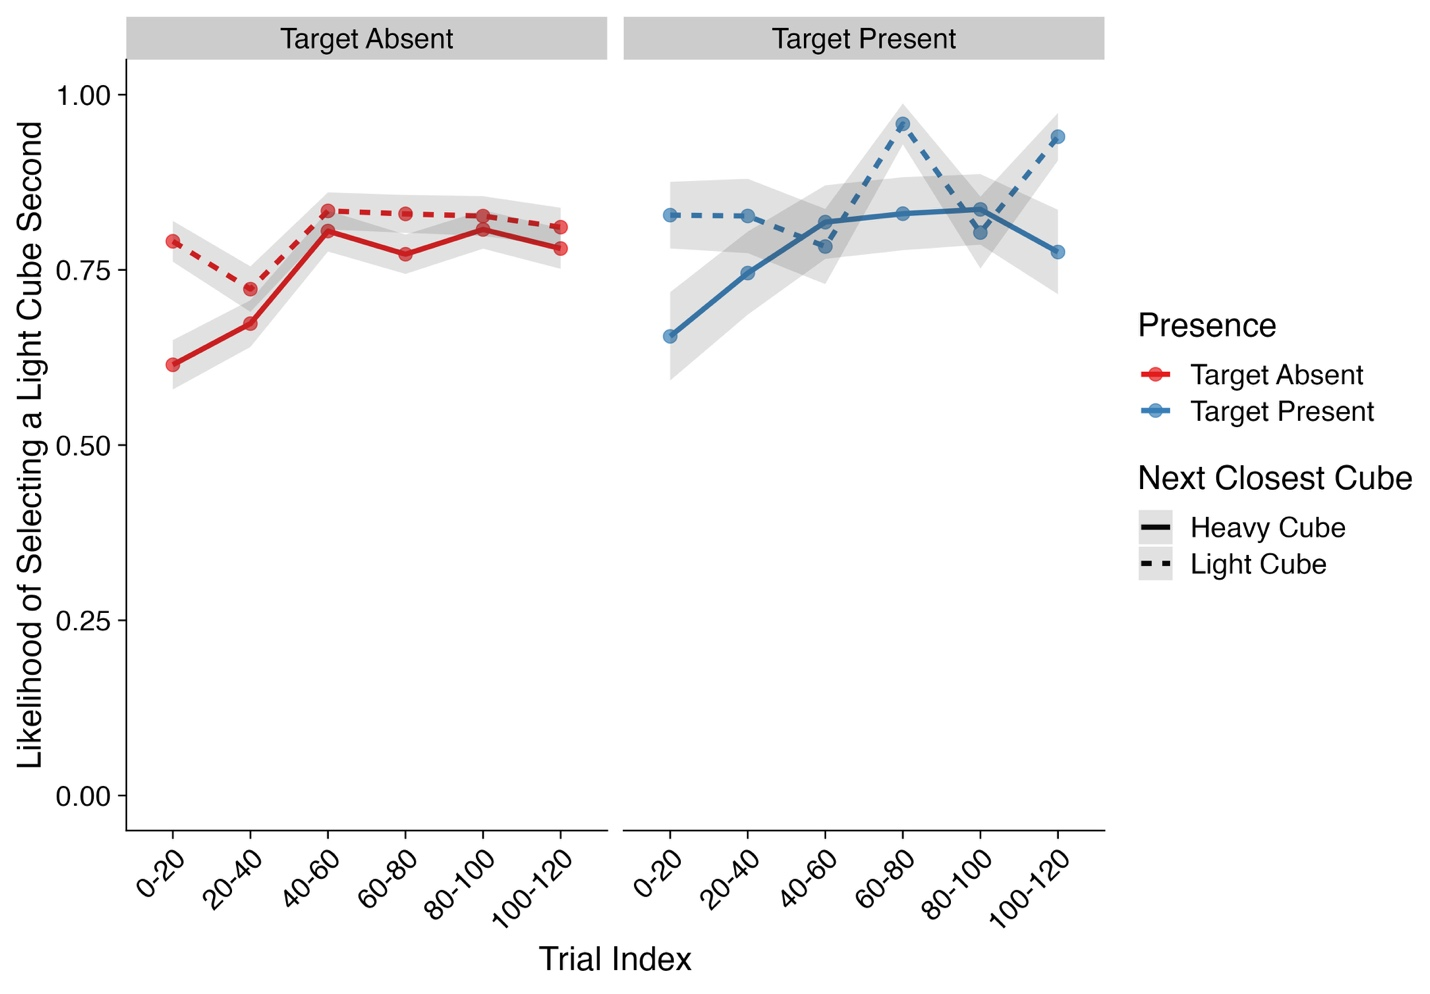 Target Absent
Target Present
Likelihood of Selecting a Light Cube Second
1.00
0.75
0.50
0.25
0.00
0-20
20-40
40-60
60-80
80-100
100-120
0-20
20-40
40-60
60-80
80-100
100-120
Trial Index
Presence
Target Absent
Target Present
Next Closest Cube
Heavy Cube
Light Cube